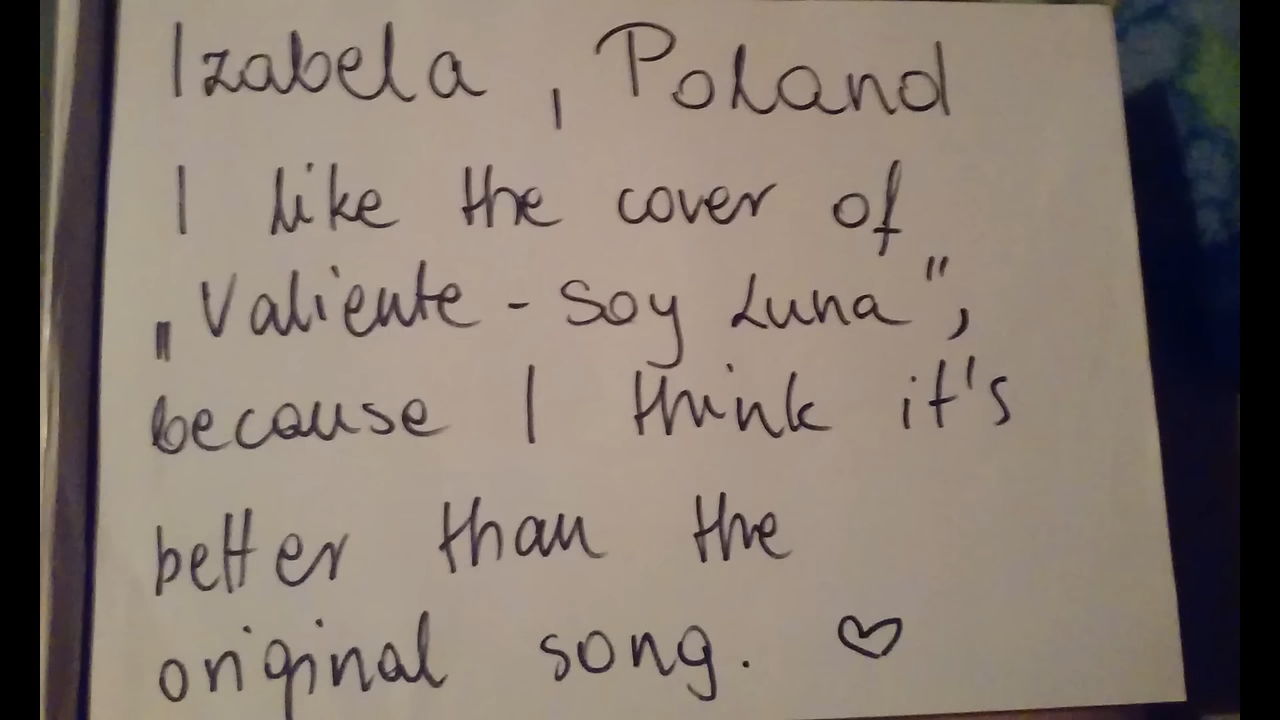 Izabela, Poland
I like the cover of
„Valiente - Soy Luna",
because I think it's
better than the
original song. ♡